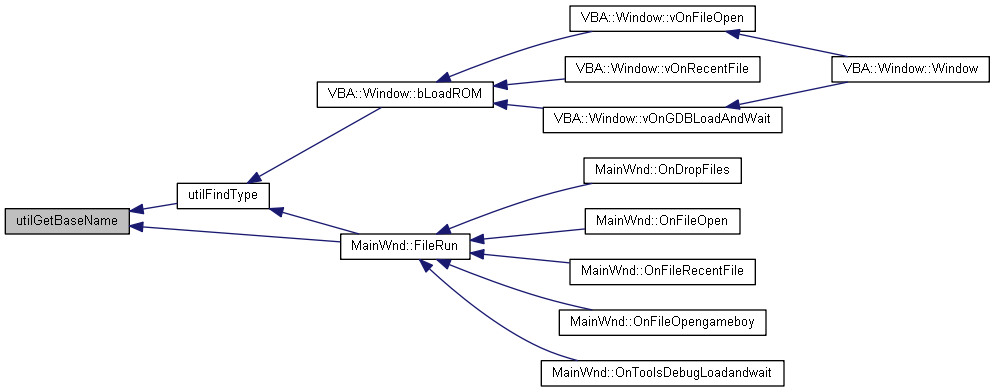 VBA::Window::vOnFileOpen
VBA::Window::vOnRecentFile
VBA::Window::Window
VBA::Window::bLoadROM
VBA::Window::vOnGDBLoadAndWait
utilFindType
MainWnd::OnDropFiles
utilGetBaseName
MainWnd::OnFileOpen
MainWnd::FileRun
MainWnd::OnFileRecentFile
MainWnd::OnFileOpengameboy
MainWnd::OnToolsDebugLoadandwait